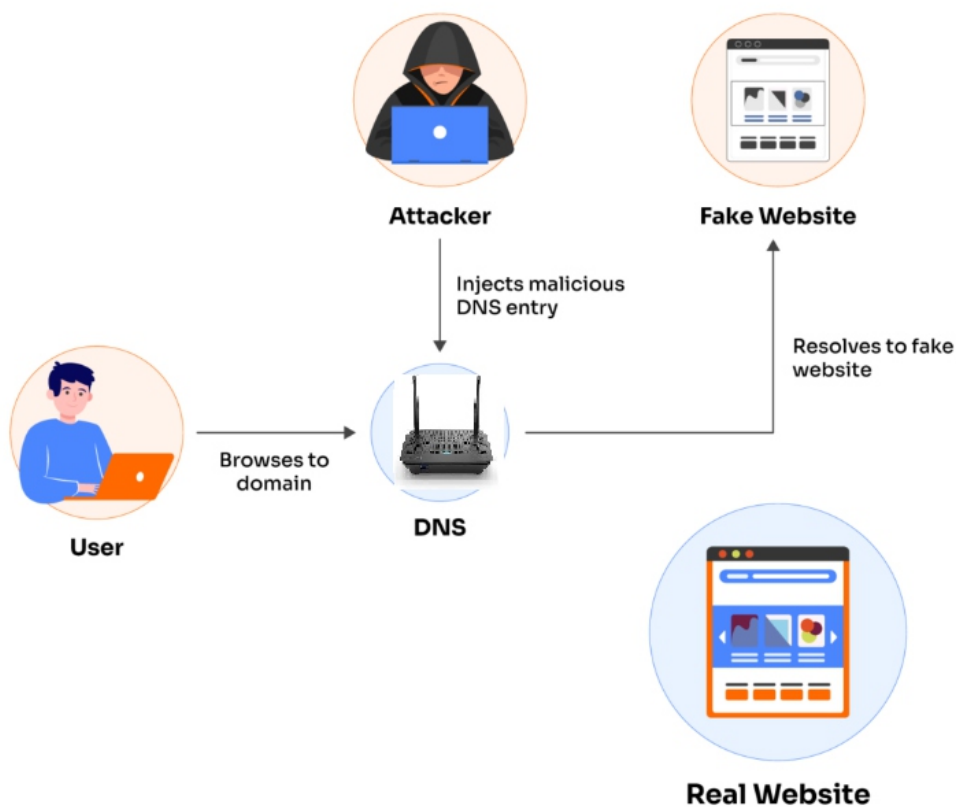 Attacker
Fake Website
Injects malicious
DNS entry
Resolves to fake
website
Browses to
domain
User
DNS
Real Website